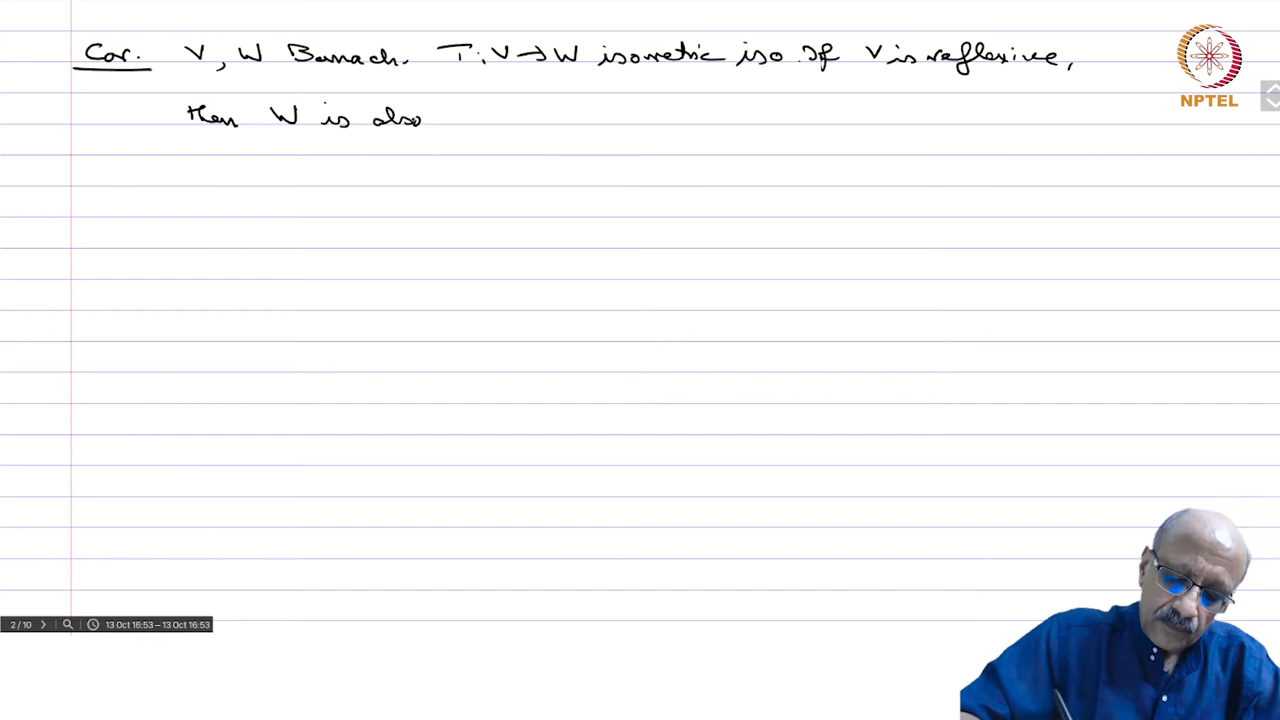 Cor. V, W Banach. T: V→W isometric iso. If V is reflexive,
then W is also
NPTEL
2/10
13 Oct 16:53 – 13 Oct 16:53